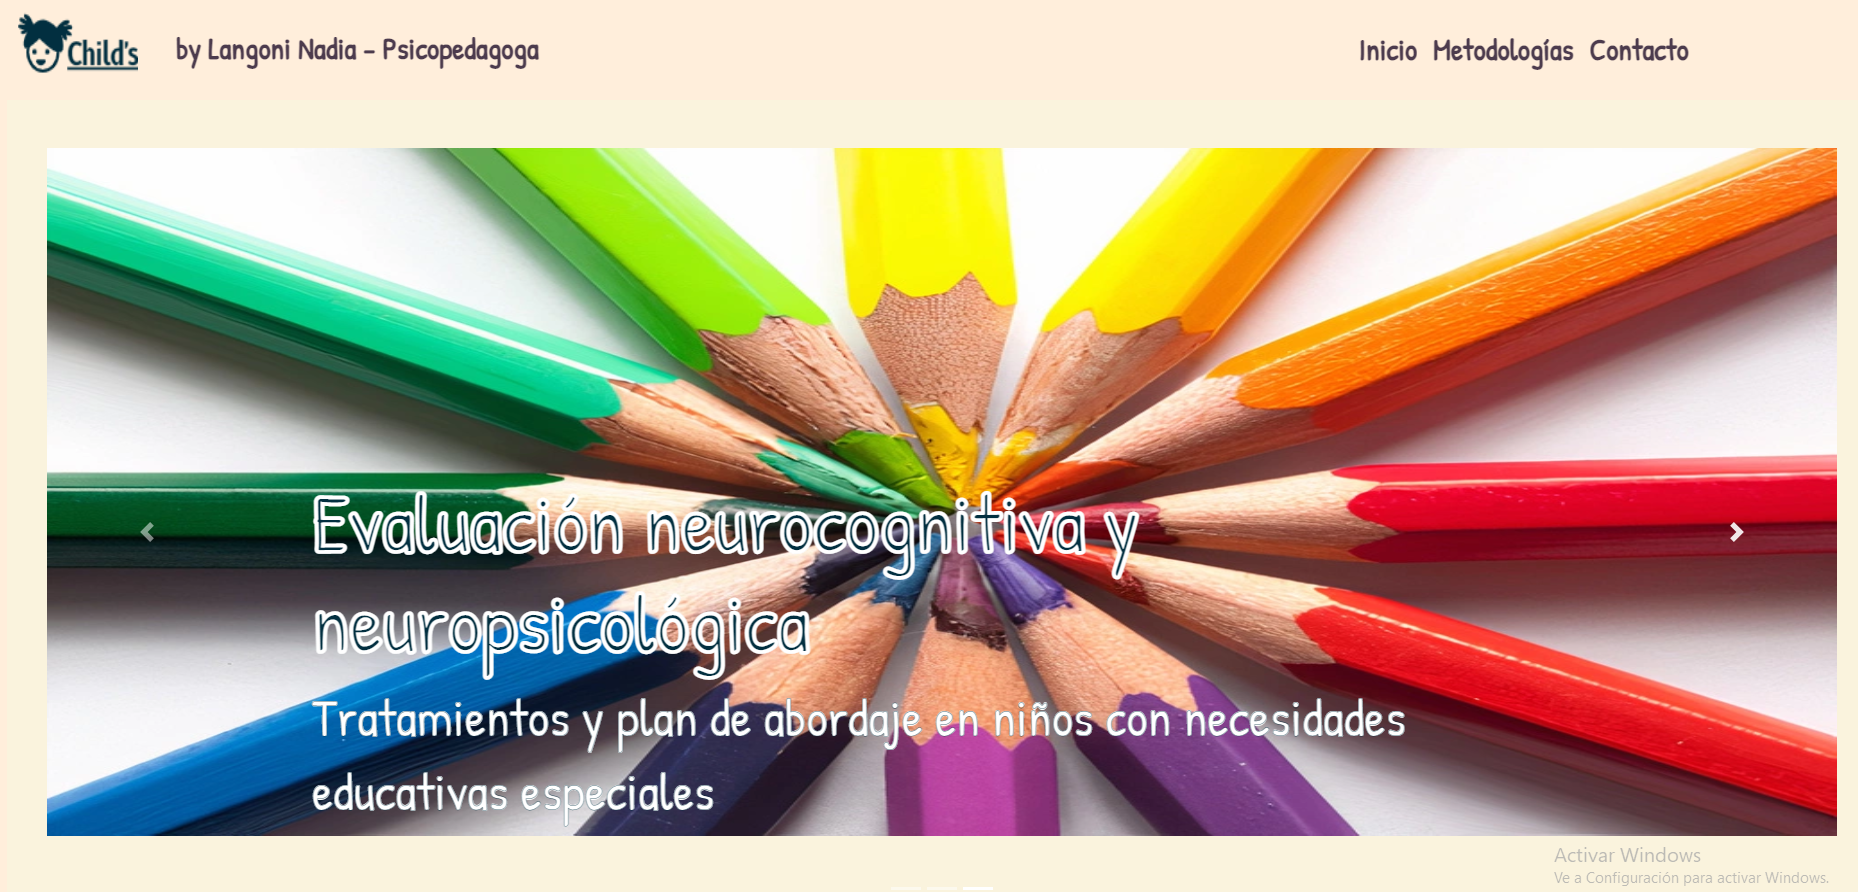 Child's
by Langoni Nadia - Psicopedagoga
Inicio Metodologías Contacto
Evaluación neurocognitiva y
neuropsicológica
Tratamientos y plan de abordaje en niños con necesidades
educativas especiales
Activar Windows
Ve a Configuración para activar Windows.